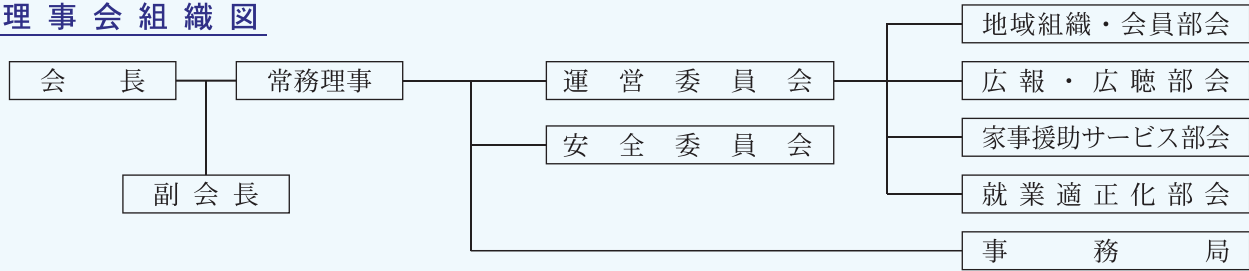 理事会組織図
地域組織・会員部会
会長
常務理事
運営委員会
広報・広聴部会
安全委員会
家事援助サービス部会
副会長
就業適正化部会
事務局